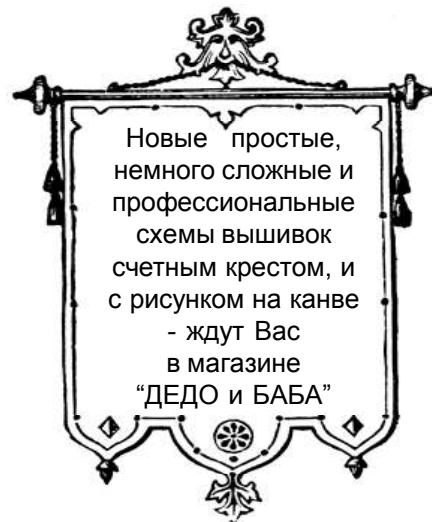 Новые простые,
немного сложные и
профессиональные
схемы вышивок
счетным крестом, и
с рисунком на канве
- ждут Вас
в магазине
“ДЕДО и БАБА”